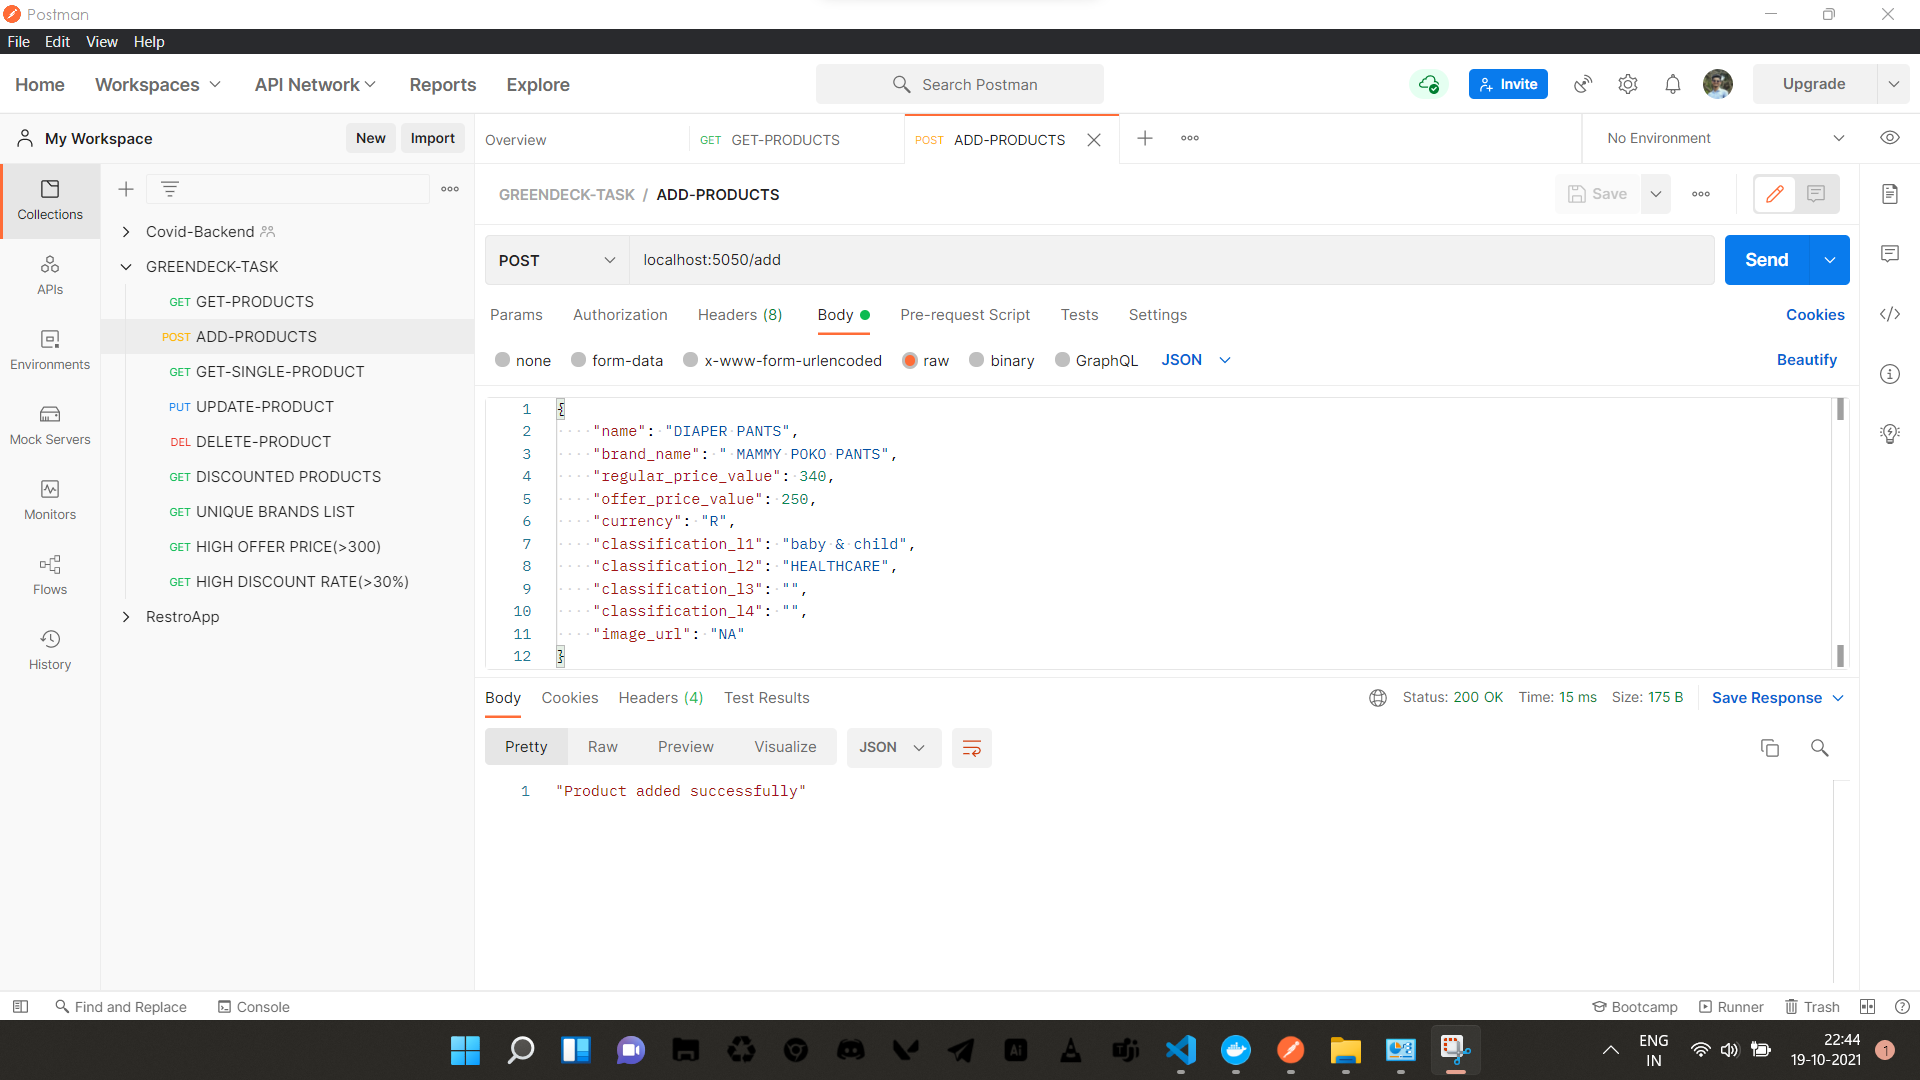 Postman
File Edit View Help
Home Workspaces API Network Reports Explore
Search Postman
Invite
Upgrade
My Workspace
New Import
Overview
GET GET-PRODUCTS
POST ADD-PRODUCTS
No Environment
Collections
APIs
Environments
Mock Servers
Monitors
Flows
History
Covid-Backend
GREENDECK-TASK
GET GET-PRODUCTS
POST ADD-PRODUCTS
GET GET-SINGLE-PRODUCT
PUT UPDATE-PRODUCT
DEL DELETE-PRODUCT
GET DISCOUNTED PRODUCTS
GET UNIQUE BRANDS LIST
GET HIGH OFFER PRICE(>300)
GET HIGH DISCOUNT RATE(>30%)
RestroApp
GREENDECK-TASK / ADD-PRODUCTS
Save
POST localhost:5050/add
Send
Params Authorization Headers (8) Body Pre-request Script Tests Settings
Cookies
none form-data x-www-form-urlencoded raw binary GraphQL JSON
Beautify
1 {
2 "name": "DIAPER PANTS",
3 "brand_name": " MAMMY POKO PANTS",
4 "regular_price_value": 340,
5 "offer_price_value": 250,
6 "currency": "R",
7 "classification_l1": "baby & child",
8 "classification_l2": "HEALTHCARE",
9 "classification_l3": "",
10 "classification_l4": "",
11 "image_url": "NA"
12 }
Body Cookies Headers (4) Test Results
Status: 200 OK Time: 15 ms Size: 175 B
Save Response
Pretty Raw Preview Visualize JSON
1 "Product added successfully"
Find and Replace Console
Bootcamp Runner Trash
Ai
ENG
IN
22:44
19-10-2021
1